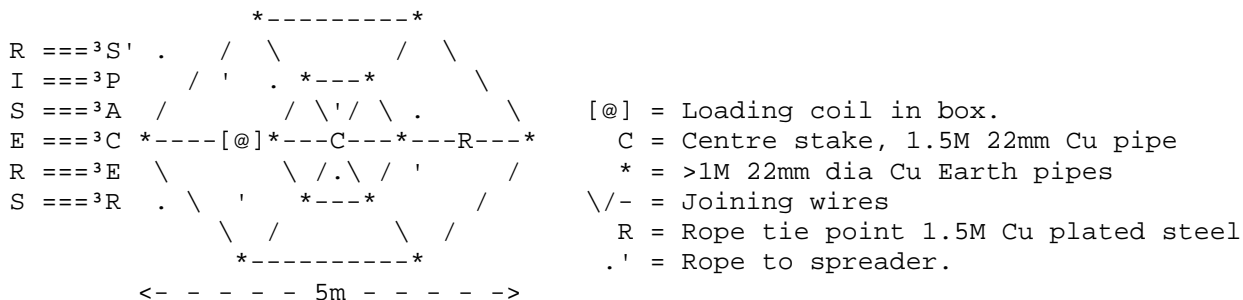 *---------*
R ===³S' .   /  \       /  \
I ===³P    / '  . *---*      \
S ===³A  /       / \'/ \ .     \    [@] = Loading coil in box.
E ===³C *----[@]*---C---*---R---*     C = Centre stake, 1.5M 22mm Cu pipe
R ===³E  \       \ /.\ / '     /      * = >1M 22mm dia Cu Earth pipes
S ===³R  . \  '   *---*      /     \/- = Joining wires
            \  /       \  /          R = Rope tie point 1.5M Cu plated steel
             *----------*           .' = Rope to spreader.
       <- - - - - 5m - - - - ->